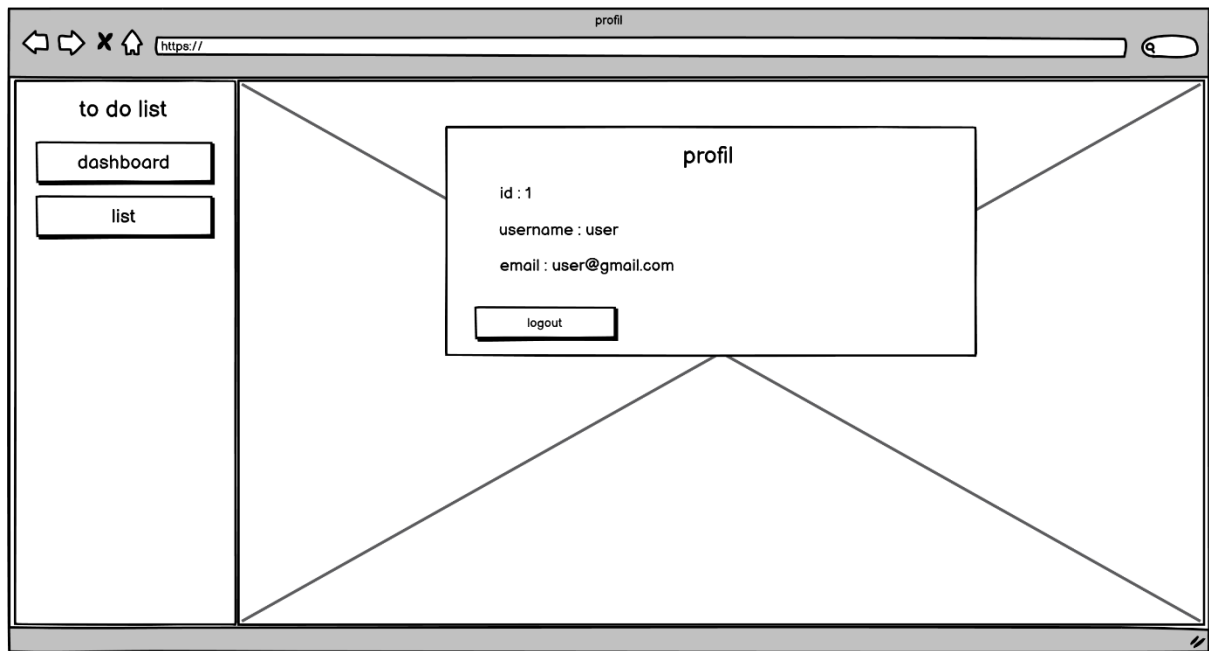 profil
https://
to do list
dashboard
list
profil
id : 1
username : user
email : user@gmail.com
logout